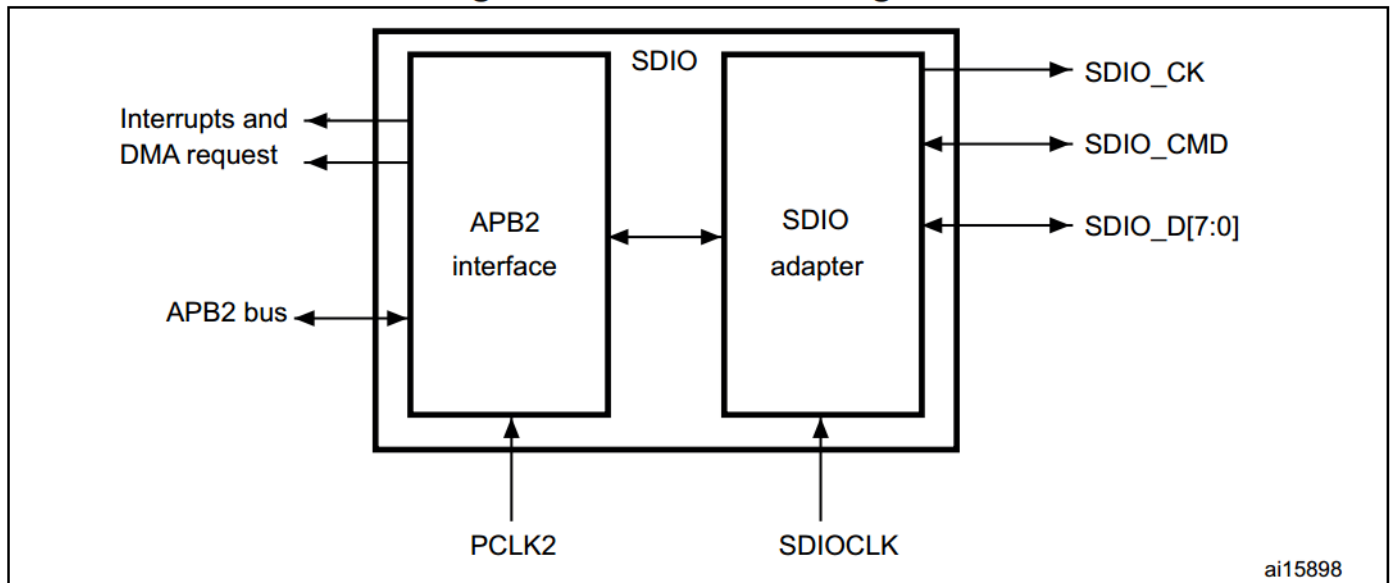 SDIO
SDIO_CK
Interrupts and
DMA request
SDIO_CMD
APB2
interface
SDIO
adapter
SDIO_D[7:0]
APB2 bus
PCLK2
SDIOCLK
ai15898